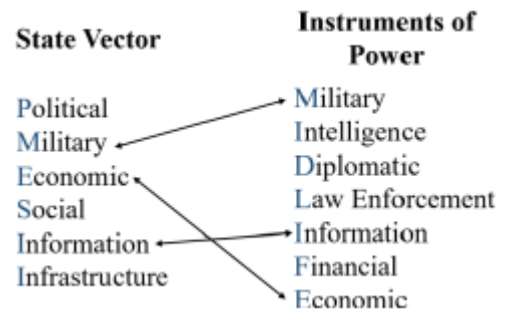 State Vector
Political
Military
Economic
Social
Information
Infrastructure
Instruments of
Power
Military
Intelligence
Diplomatic
Law Enforcement
Information
Financial
Economic